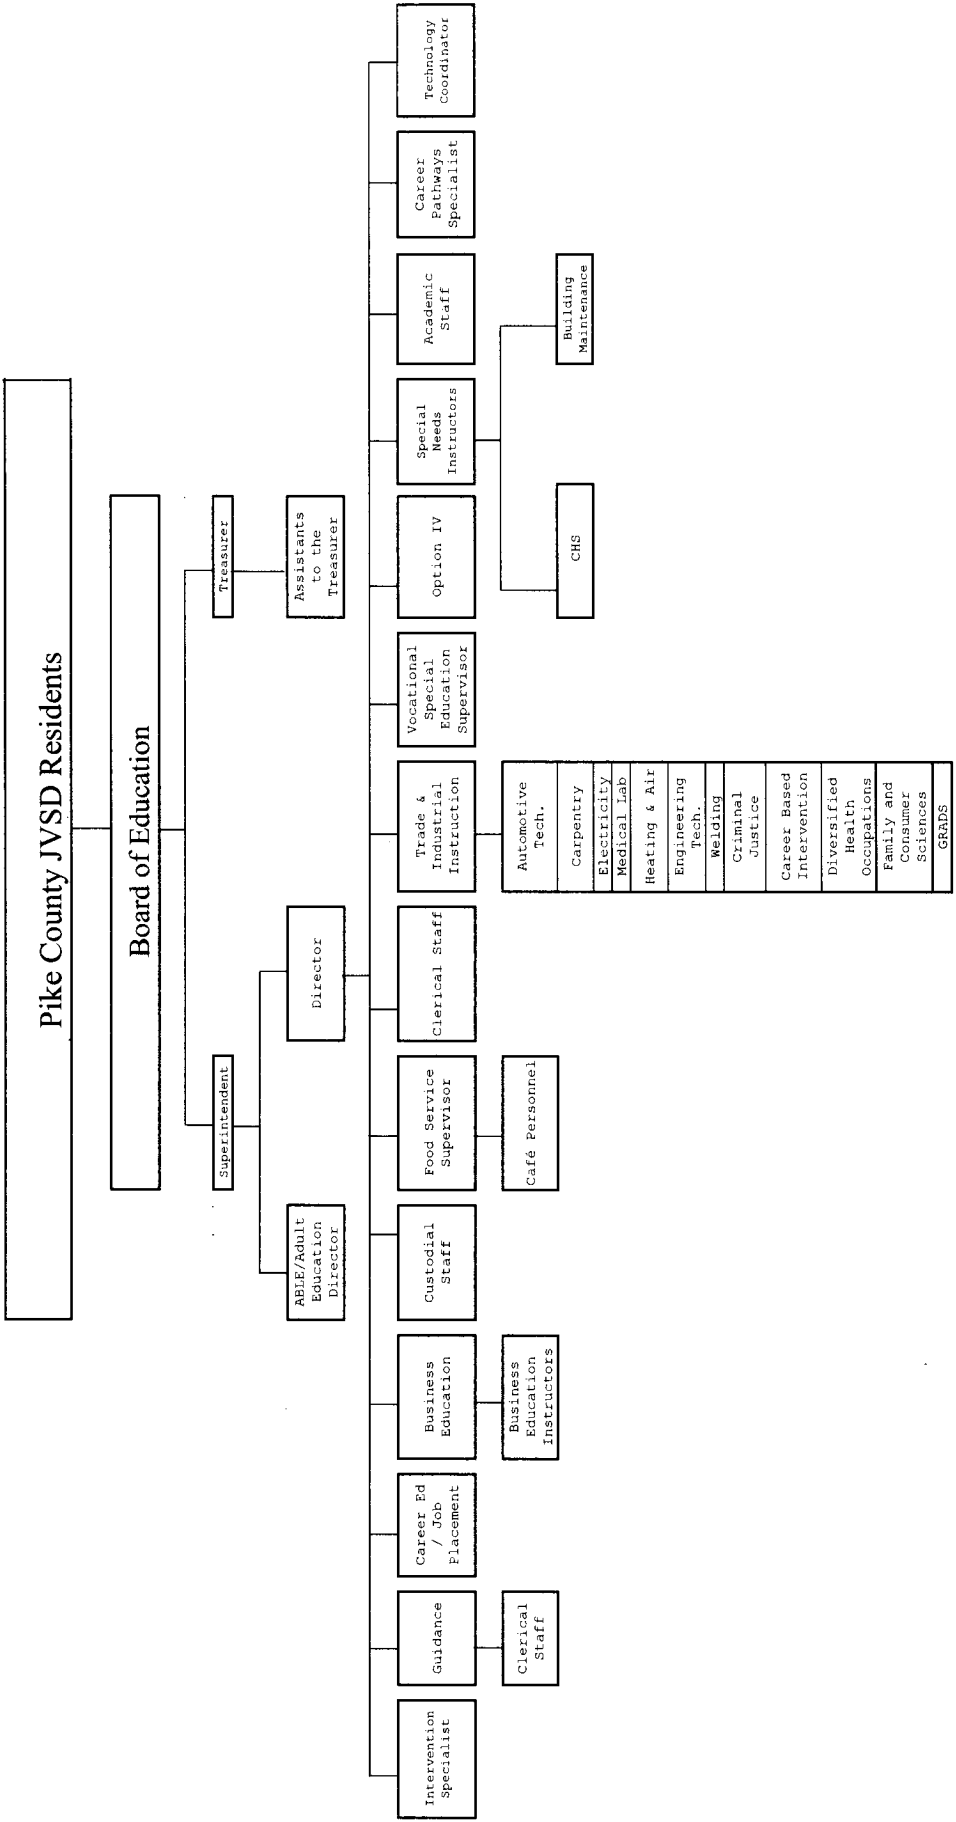 Pike County JVSD Residents
Board of Education
Superintendent
Treasurer
ABLE/Adult
Education
Director
Director
Assistants
to the
Treasurer
Intervention
Specialist
Guidance
Career Ed
/ Job
Placement
Business
Education
Custodial
Staff
Food Service
Supervisor
Clerical Staff
Trade &
Industrial
Instruction
Vocational
Special
Education
Supervisor
Option IV
Special
Needs
Instructors
Academic
Staff
Career
Pathways
Specialist
Technology
Coordinator
Clerical
Staff
Business
Education
Instructors
Café Personnel
Automotive
Tech.
Carpentry
Electricity
Medical Lab
Heating & Air
Engineering
Tech.
Welding
Criminal
Justice
Career Based
Intervention
Diversified
Health
Occupations
Family and
Consumer
Sciences
GRADS
CHS
Building
Maintenance